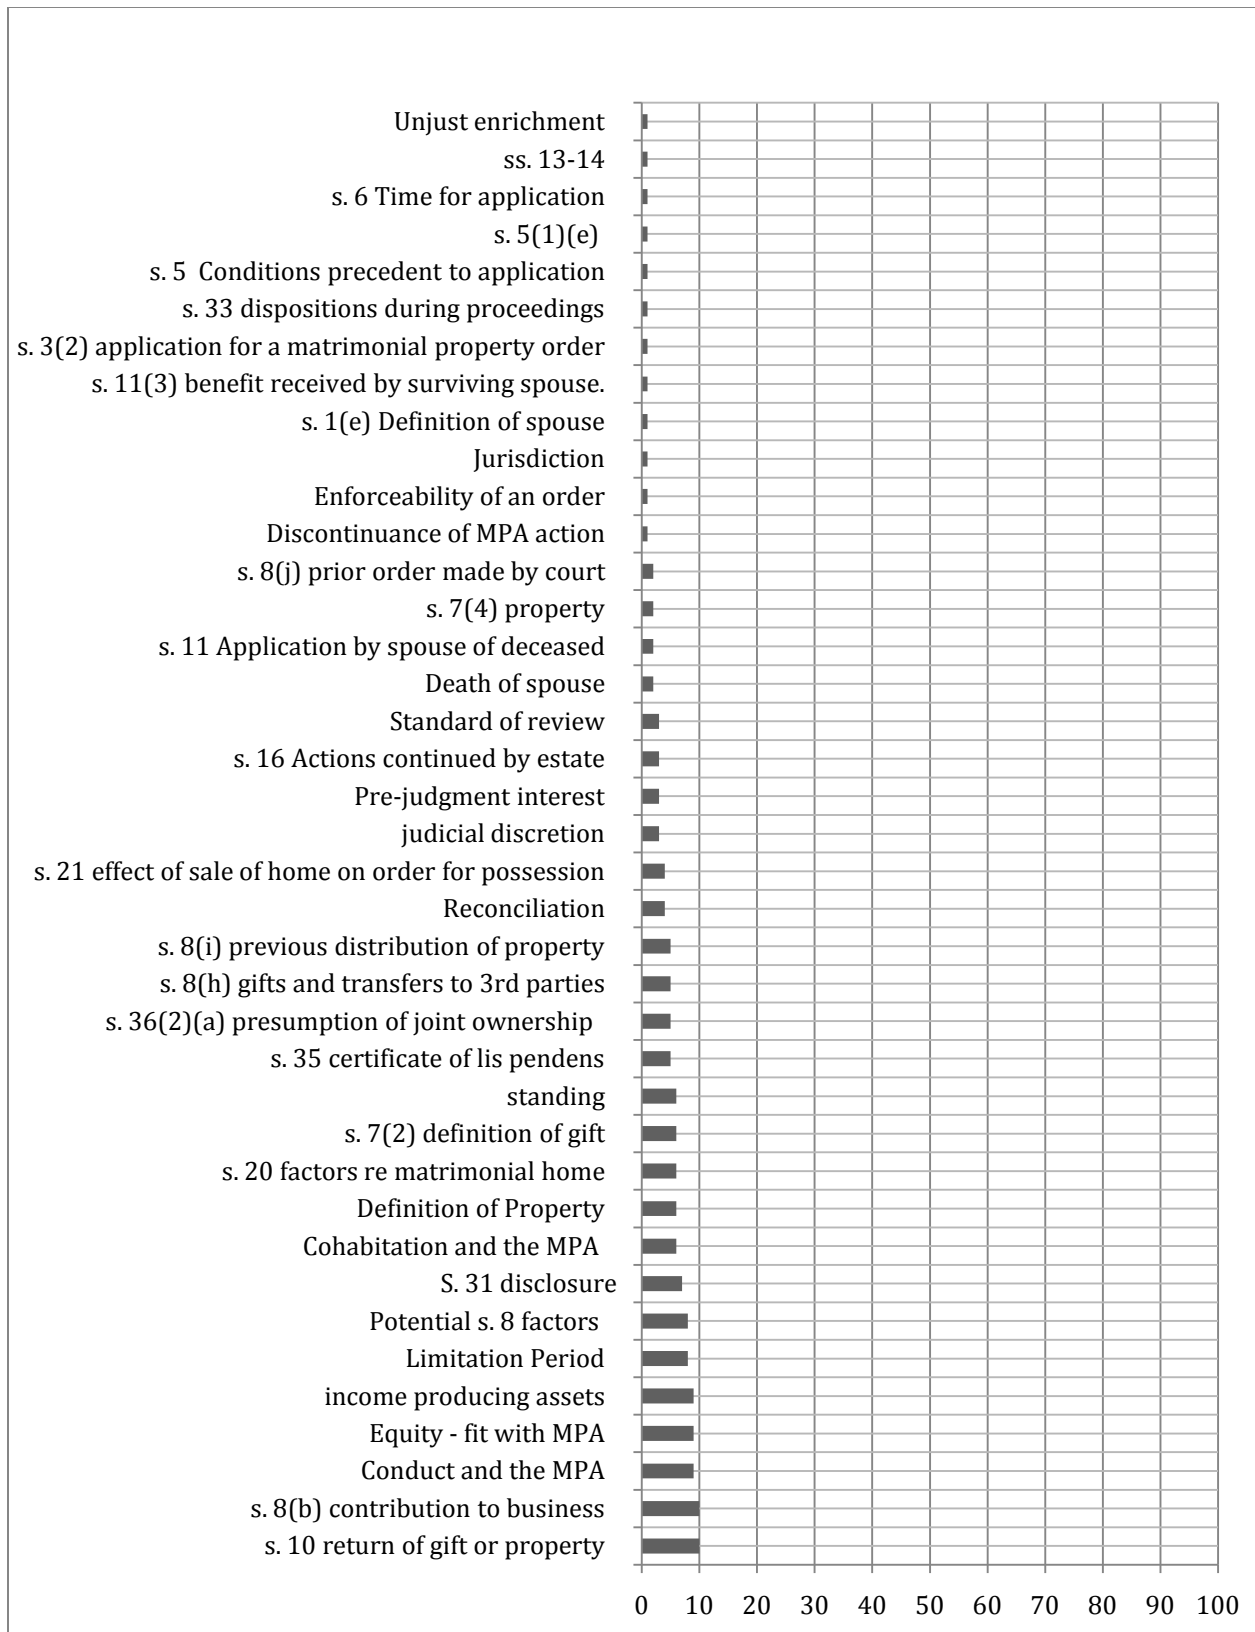 Unjust enrichment
ss. 13-14
s. 6 Time for application
s. 5(1)(e)
s. 5  Conditions precedent to application
s. 33 dispositions during proceedings
s. 3(2) application for a matrimonial property order
s. 11(3) benefit received by surviving spouse.
s. 1(e) Definition of spouse
Jurisdiction
Enforceability of an order
Discontinuance of MPA action
s. 8(j) prior order made by court
s. 7(4) property
s. 11 Application by spouse of deceased
Death of spouse
Standard of review
s. 16 Actions continued by estate
Pre-judgment interest
judicial discretion
s. 21 effect of sale of home on order for possession
Reconciliation
s. 8(i) previous distribution of property
s. 8(h) gifts and transfers to 3rd parties
s. 36(2)(a) presumption of joint ownership
s. 35 certificate of lis pendens
standing
s. 7(2) definition of gift
s. 20 factors re matrimonial home
Definition of Property
Cohabitation and the MPA
S. 31 disclosure
Potential s. 8 factors
Limitation Period
income producing assets
Equity - fit with MPA
Conduct and the MPA
s. 8(b) contribution to business
s. 10 return of gift or property
0 10 20 30 40 50 60 70 80 90 100